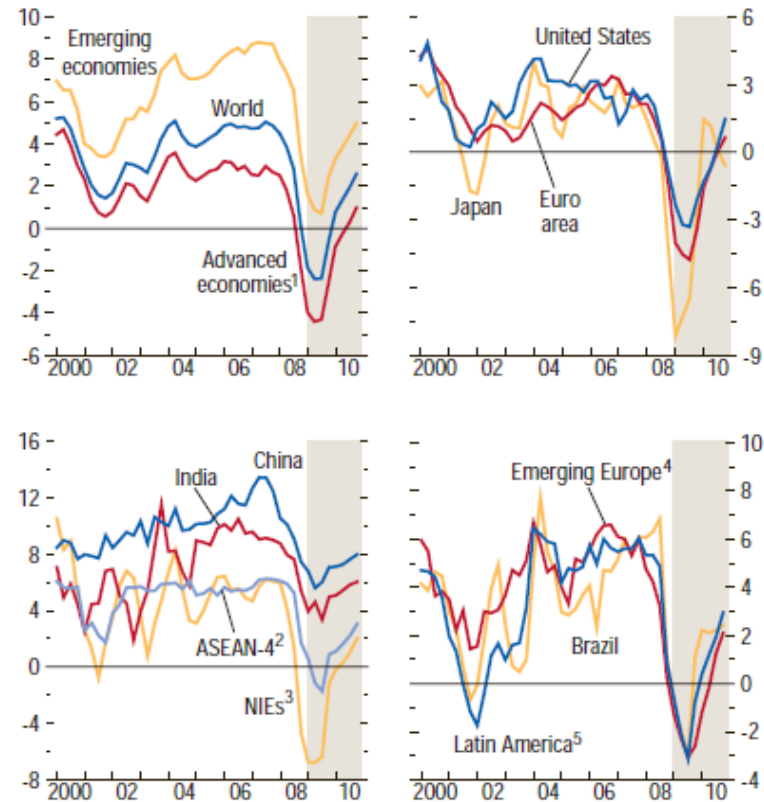 10
8
6
4
2
0
-2
-4
-6
Emerging
economies
World
Advanced
economies¹
2000 02 04 06 08 10
6
3
0
-3
-6
-9
United States
Japan
Euro
area
2000 02 04 06 08 10
16
12
8
4
0
-4
-8
China
India
ASEAN-4²
NIEs³
2000 02 04 06 08 10
10
8
6
4
2
0
-2
-4
Emerging Europe⁴
Brazil
Latin America⁵
2000 02 04 06 08 10